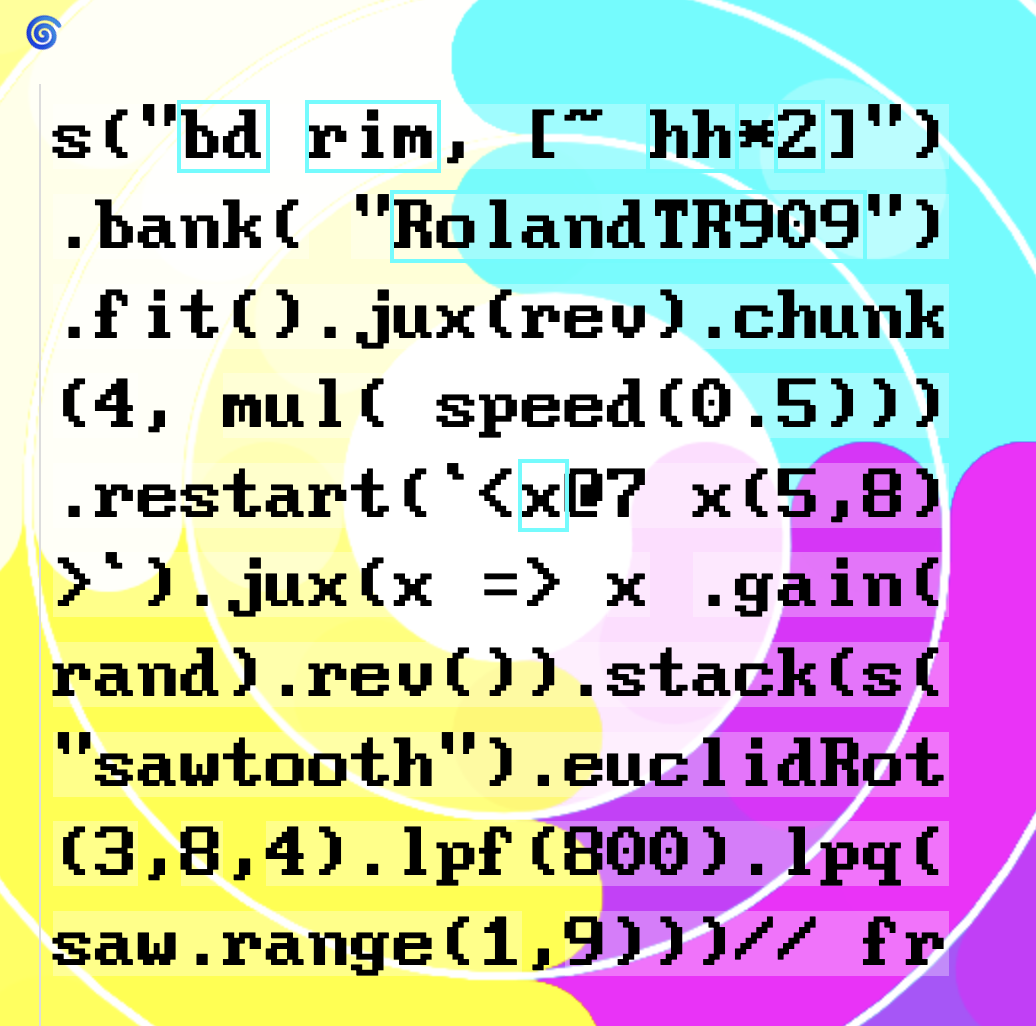 s("bd rim, [~ hh*2]")
.bank( "RolandTR909")
.fit().jux(rev).chunk
(4, mul( speed(0.5)))
.restart(`<x@7 x(5,8)
>`).jux(x => x .gain(
rand).rev()).stack(s(
"sawtooth").euclidRot
(3,8,4).lpf(800).lpq(
saw.range(1,9)))// fr